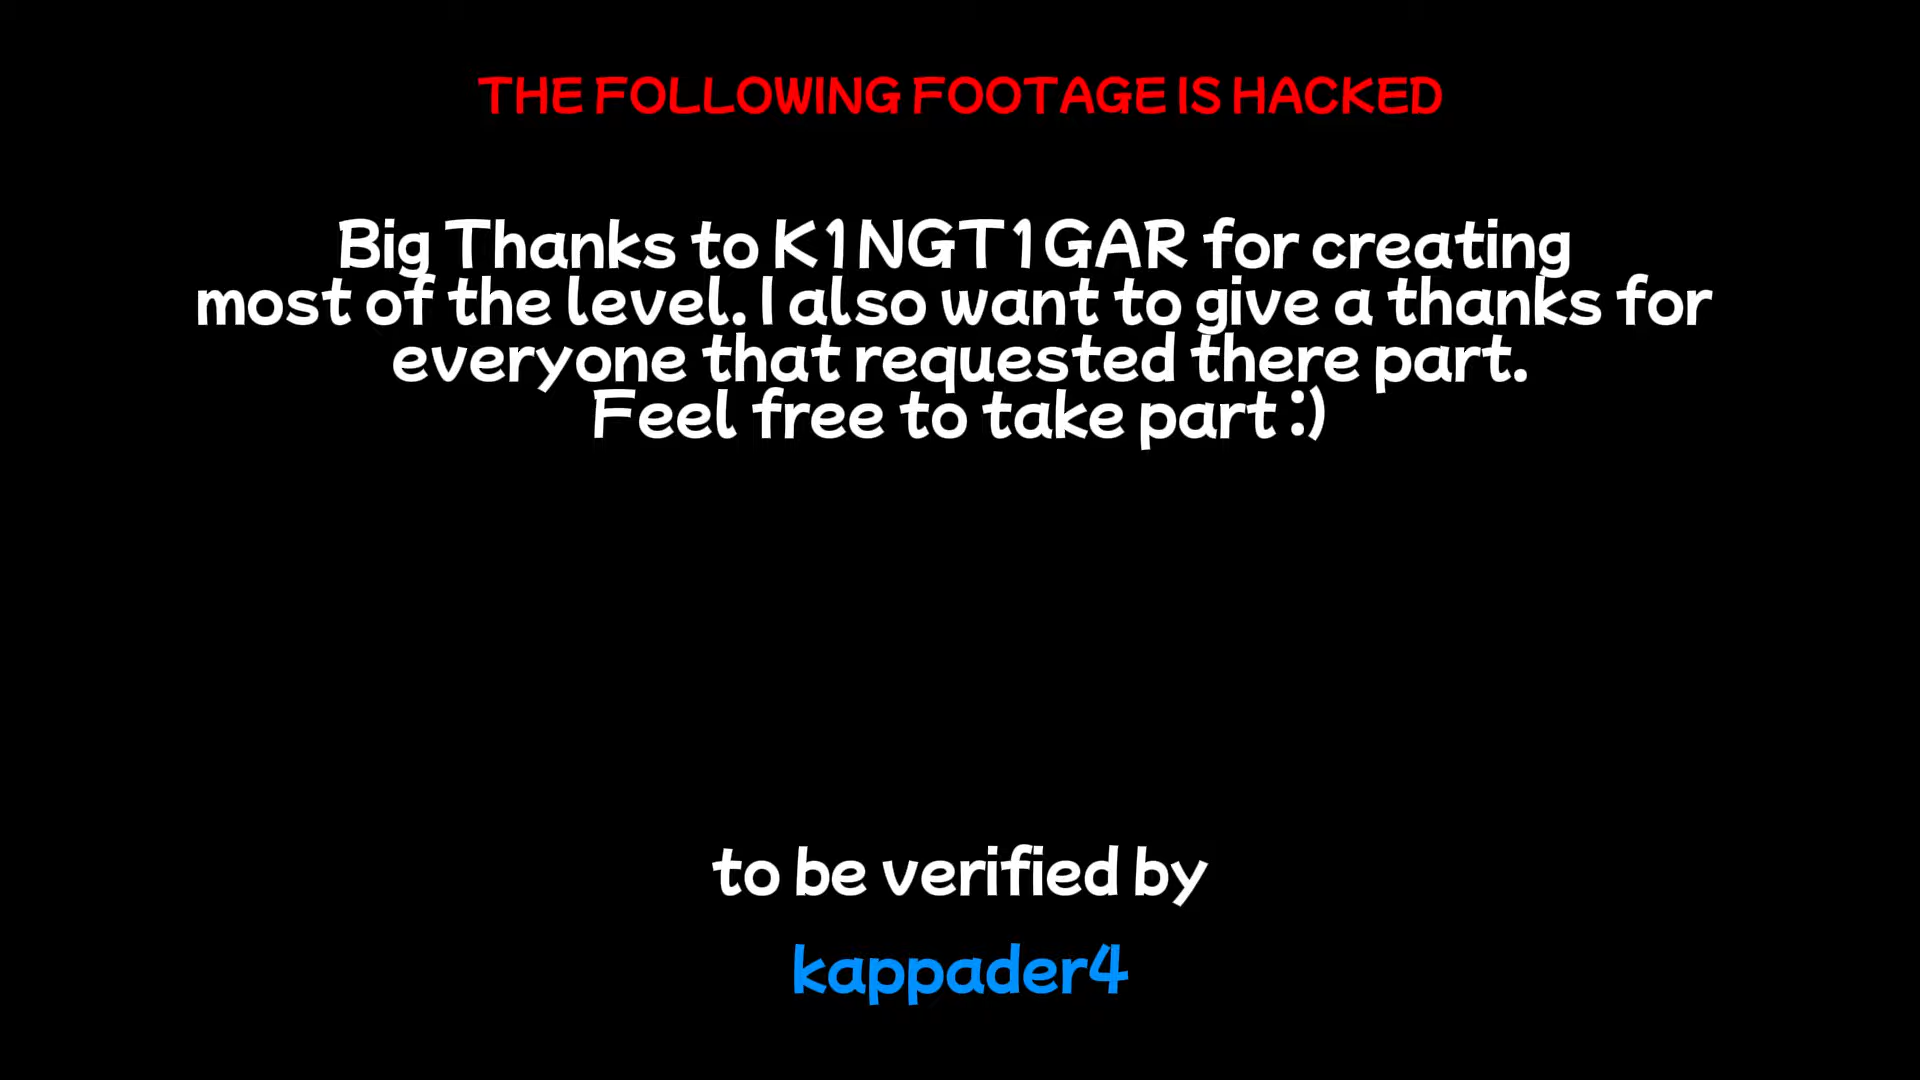 THE FOLLOWING FOOTAGE IS HACKED
Big Thanks to K1NGT1GAR for creating
most of the level. I also want to give a thanks for
everyone that requested there part.
Feel free to take part :)
to be verified by
kappader4